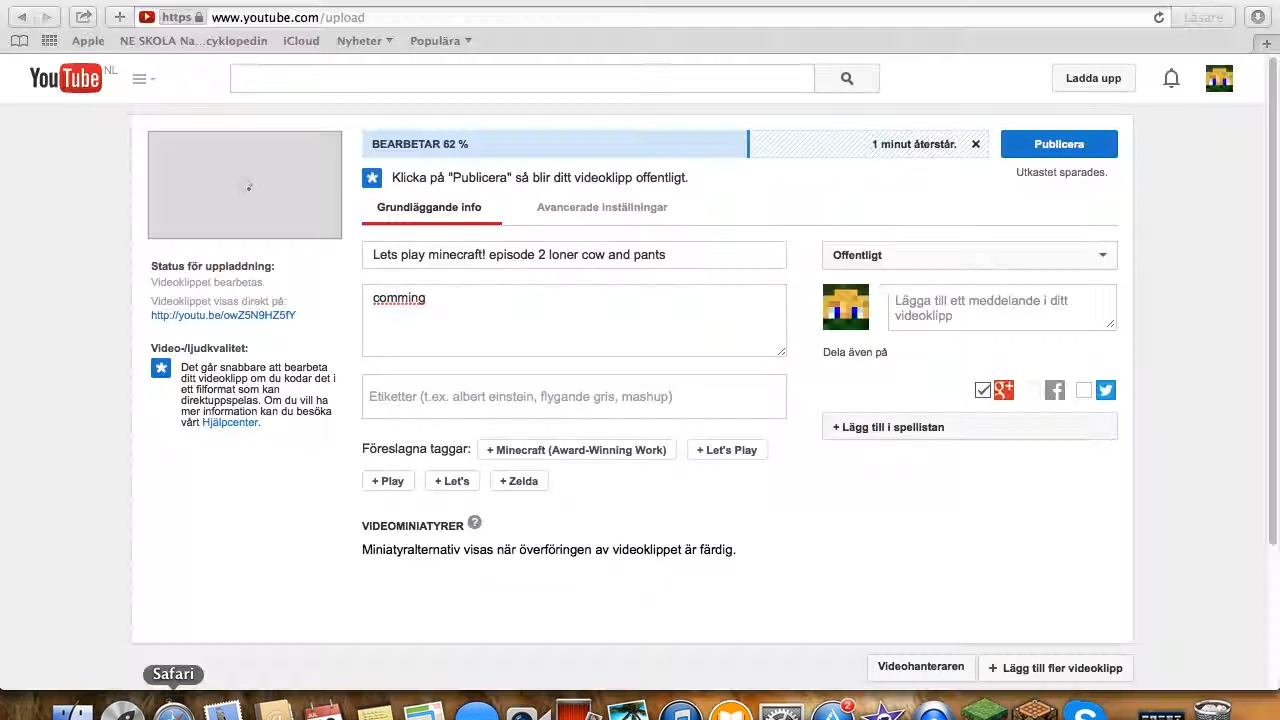 https www.youtube.com/upload Läsare
Apple NE SKOLA Na...cyklopedin iCloud Nyheter Populära
YouTube NL Ladda upp
BEARBETAR 62 % 1 minut återstår. Publicera
Klicka på "Publicera" så blir ditt videoklipp offentligt. Utkastet sparades.
Grundläggande info Avancerade inställningar
Lets play minecraft! episode 2 loner cow and pants Offentligt
Status för uppladdning:
Videoklippet bearbetas.
Videoklippet visas direkt på:
http://youtu.be/owZ5N9HZ5fY
comming
Lägga till ett meddelande i ditt
videoklipp
Video-/ljudkvalitet:
Det går snabbare att bearbeta
ditt videoklipp om du kodar det i
ett filformat som kan
direktuppspelas. Om du vill ha
mer information kan du besöka
vårt Hjälpcenter.
Dela även på
Etiketter (t.ex. albert einstein, flygande gris, mashup)
+ Lägg till i spellistan
Föreslagna taggar: + Minecraft (Award-Winning Work) + Let's Play
+ Play + Let's + Zelda
VIDEOMINIATYRER ?
Miniatyralternativ visas när överföringen av videoklippet är färdig.
Videohanteraren + Lägg till fler videoklipp
Safari
2